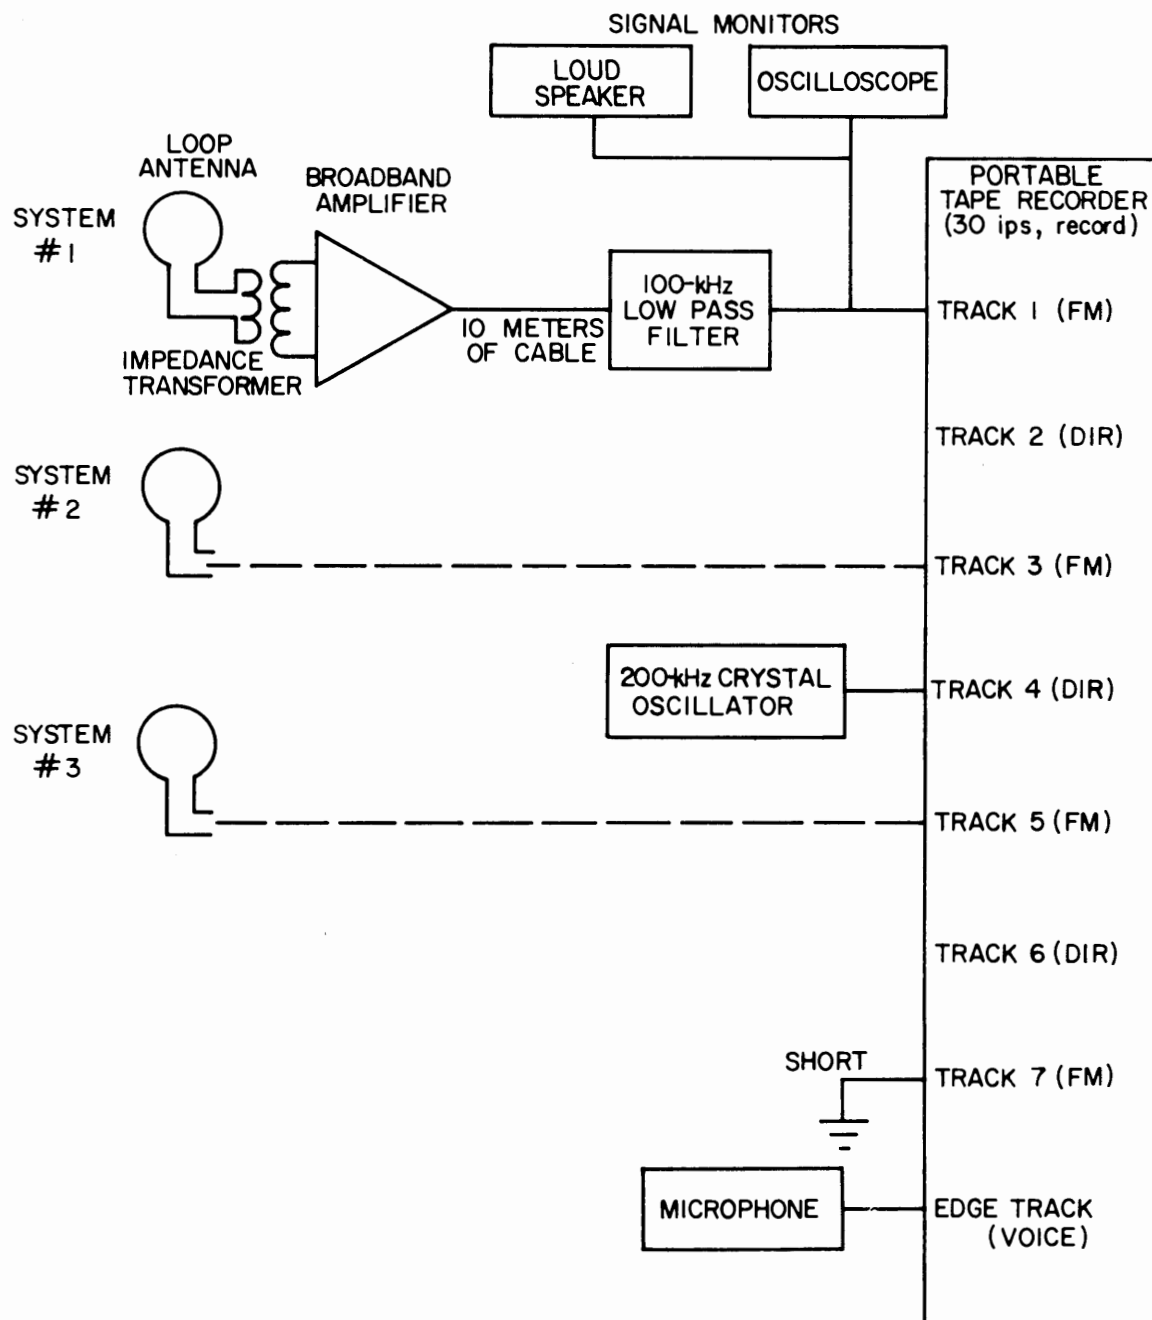 SIGNAL MONITORS
LOUD
SPEAKER
OSCILLOSCOPE
LOOP
ANTENNA
BROADBAND
AMPLIFIER
PORTABLE
TAPE RECORDER
(30 ips, record)
SYSTEM
#1
100-kHz
LOW PASS
FILTER
TRACK 1 (FM)
10 METERS
OF CABLE
IMPEDANCE
TRANSFORMER
TRACK 2 (DIR)
SYSTEM
#2
TRACK 3 (FM)
200-kHz CRYSTAL
OSCILLATOR
TRACK 4 (DIR)
SYSTEM
#3
TRACK 5 (FM)
TRACK 6 (DIR)
SHORT
TRACK 7 (FM)
MICROPHONE
EDGE TRACK
(VOICE)